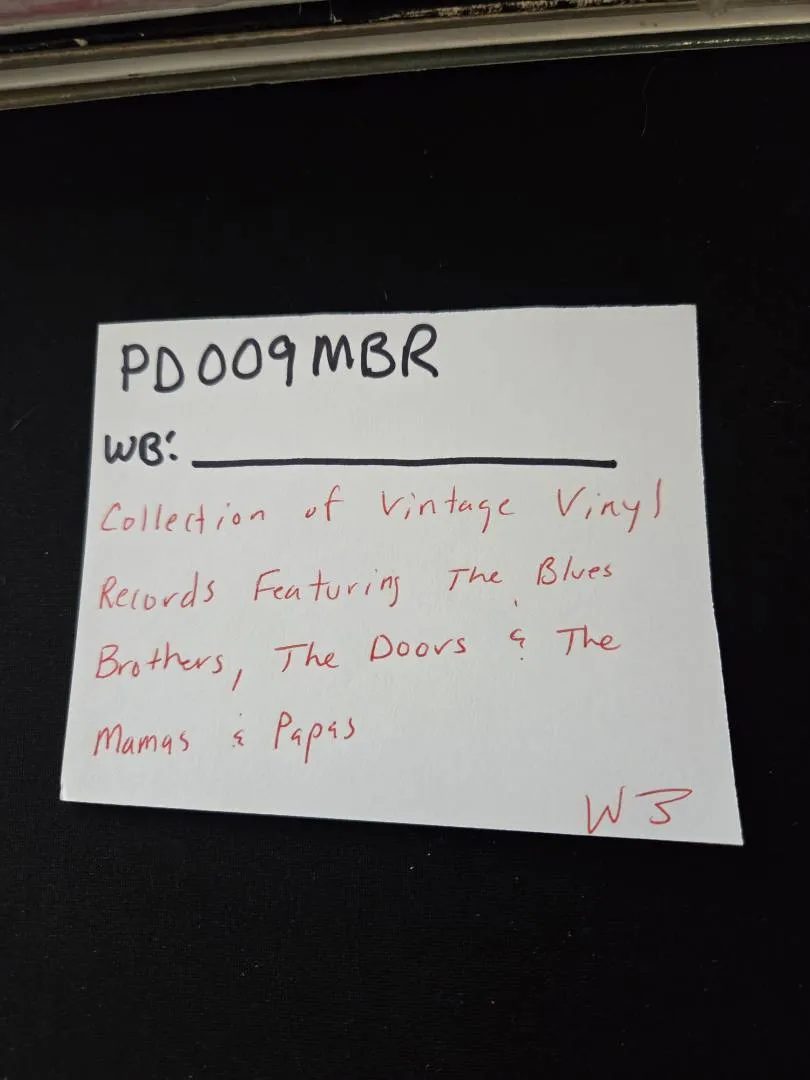 PD009MBR
WB:
Collection of Vintage Vinyl
Records Featuring The Blues
Brothers, The Doors & The
Mamas & Papas
W3